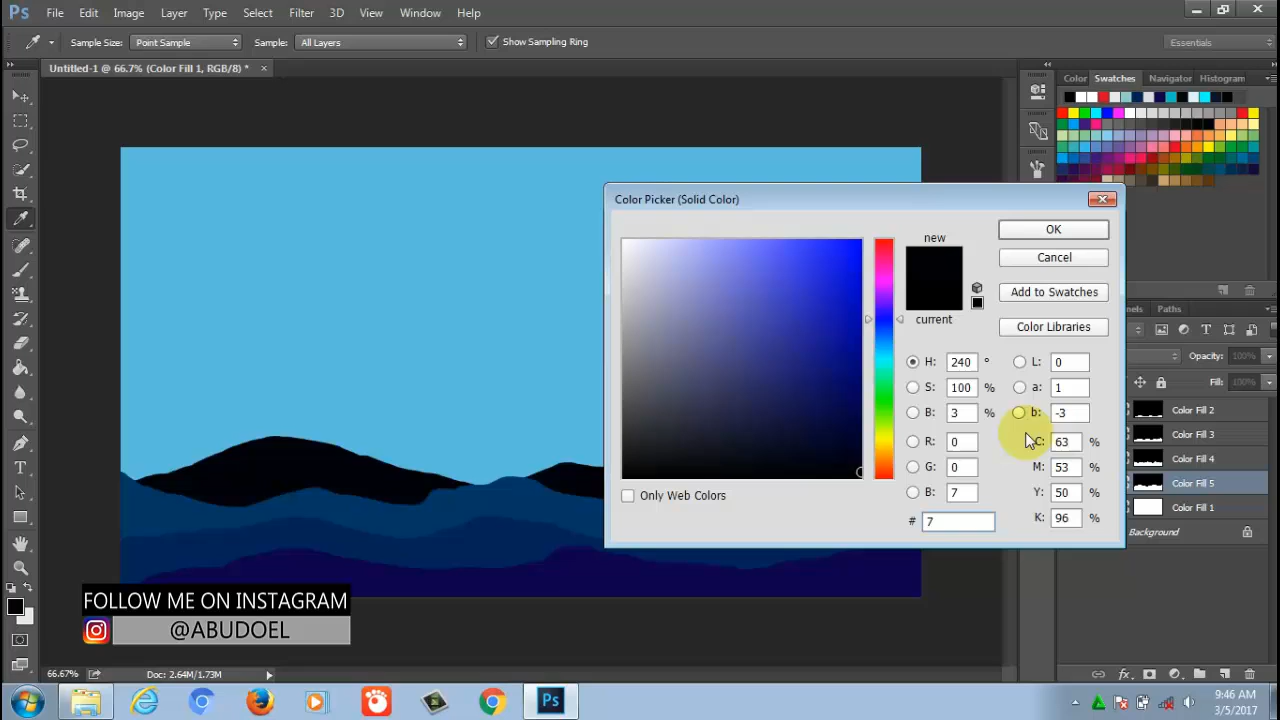 Ps File Edit Image Layer Type Select Filter 3D View Window Help
Sample Size: Point Sample Sample: All Layers Show Sampling Ring Essentials
Untitled-1 @ 66.7% (Color Fill 1, RGB/8) *
Color Swatches Navigator Histogram
Color Picker (Solid Color)
new
current
OK
Cancel
Add to Swatches
Color Libraries
H: 240 ° L: 0
S: 100 % a: 1
B: 3 % b: -3
R: 0 C: 63 %
G: 0 M: 53 %
B: 7 Y: 50 %
# 7 K: 96 %
Only Web Colors
nels Paths
Opacity: 100%
Fill: 100%
Color Fill 2
Color Fill 3
Color Fill 4
Color Fill 5
Color Fill 1
Background
FOLLOW ME ON INSTAGRAM
@ABUDOEL
66.67% Doc: 2.64M/1.73M
Ps
9:46 AM
3/5/2017